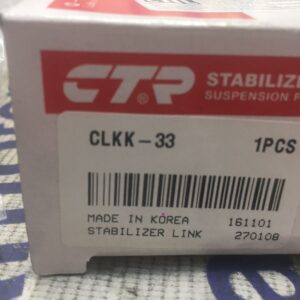 CTR
®
STABILIZE
SUSPENSION
CLKK-33 1PCS
MADE IN KOREA 161101
STABILIZER LINK 270108